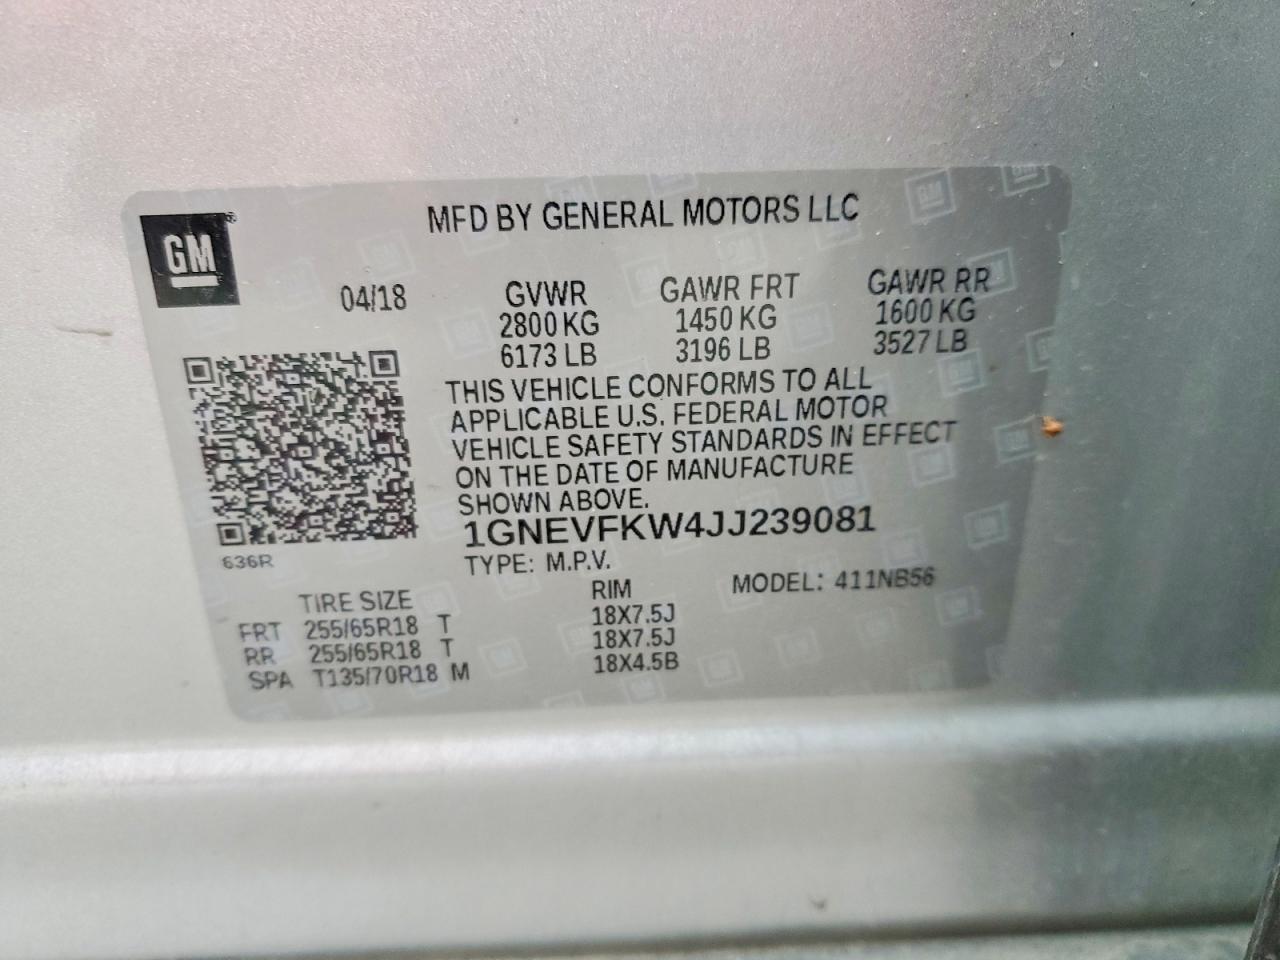 MFD BY GENERAL MOTORS LLC
GM®
04/18 GVWR GAWR FRT GAWR RR
2800 KG 1450 KG 1600 KG
6173 LB 3196 LB 3527 LB
THIS VEHICLE CONFORMS TO ALL
APPLICABLE U.S. FEDERAL MOTOR
VEHICLE SAFETY STANDARDS IN EFFECT
ON THE DATE OF MANUFACTURE
SHOWN ABOVE.
1GNEVFKW4JJ239081
636R
TYPE: M.P.V. MODEL: 411NB56
TIRE SIZE RIM
FRT 255/65R18 T 18X7.5J
RR 255/65R18 T 18X7.5J
SPA T135/70R18 M 18X4.5B